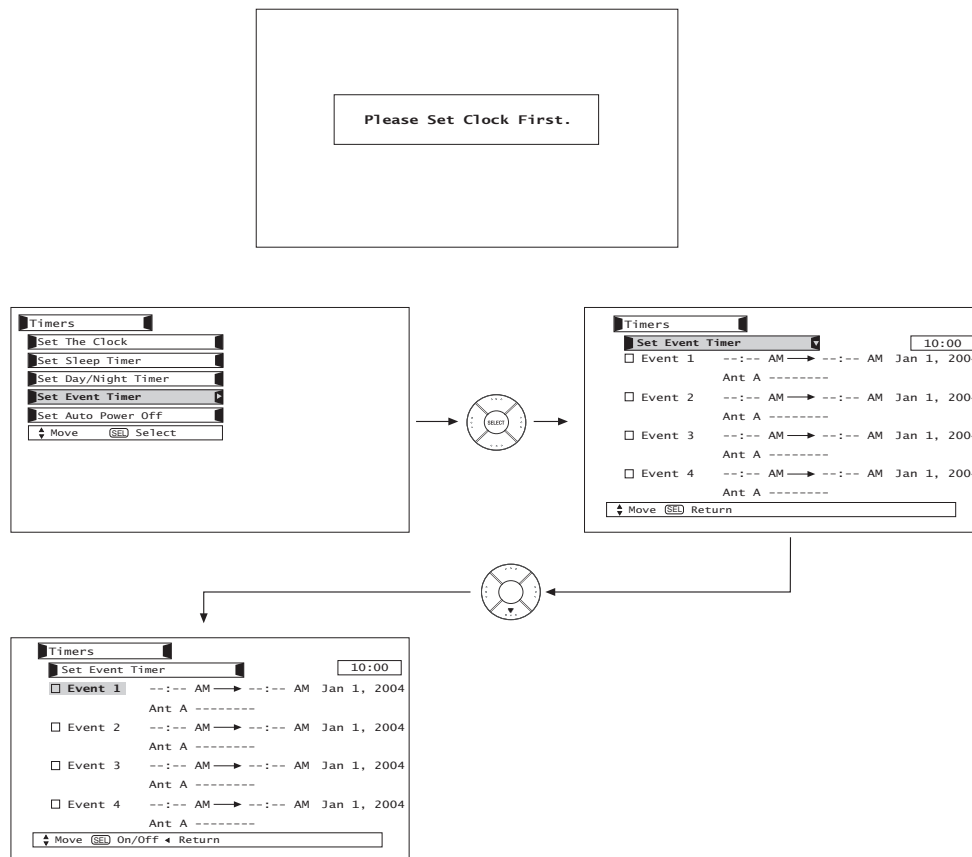 Please Set Clock First.
Timers
Set The Clock
Set Sleep Timer
Set Day/Night Timer
Set Event Timer
Set Auto Power Off
Move SEL Select
SELECT
Timers
Set Event Timer 10:00
Event 1 --:-- AM --:-- AM Jan 1, 200
Ant A --------
Event 2 --:-- AM --:-- AM Jan 1, 200
Ant A --------
Event 3 --:-- AM --:-- AM Jan 1, 200
Ant A --------
Event 4 --:-- AM --:-- AM Jan 1, 200
Ant A --------
Move SEL Return
Timers
Set Event Timer 10:00
Event 1 --:-- AM --:-- AM Jan 1, 2004
Ant A --------
Event 2 --:-- AM --:-- AM Jan 1, 2004
Ant A --------
Event 3 --:-- AM --:-- AM Jan 1, 2004
Ant A --------
Event 4 --:-- AM --:-- AM Jan 1, 2004
Ant A --------
Move SEL On/Off Return